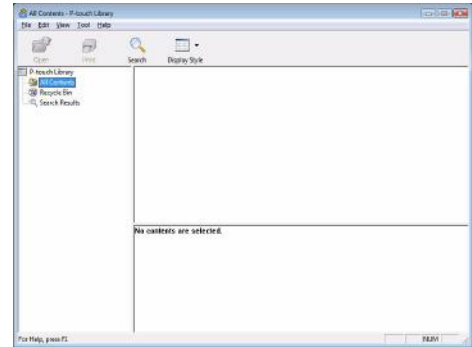 All Contents - P-touch Library
File Edit View Tool Help
Open Print Search Display Style
P-touch Library
All Contents
Recycle Bin
Search Results
No contents are selected.
For Help, press F1
NUM